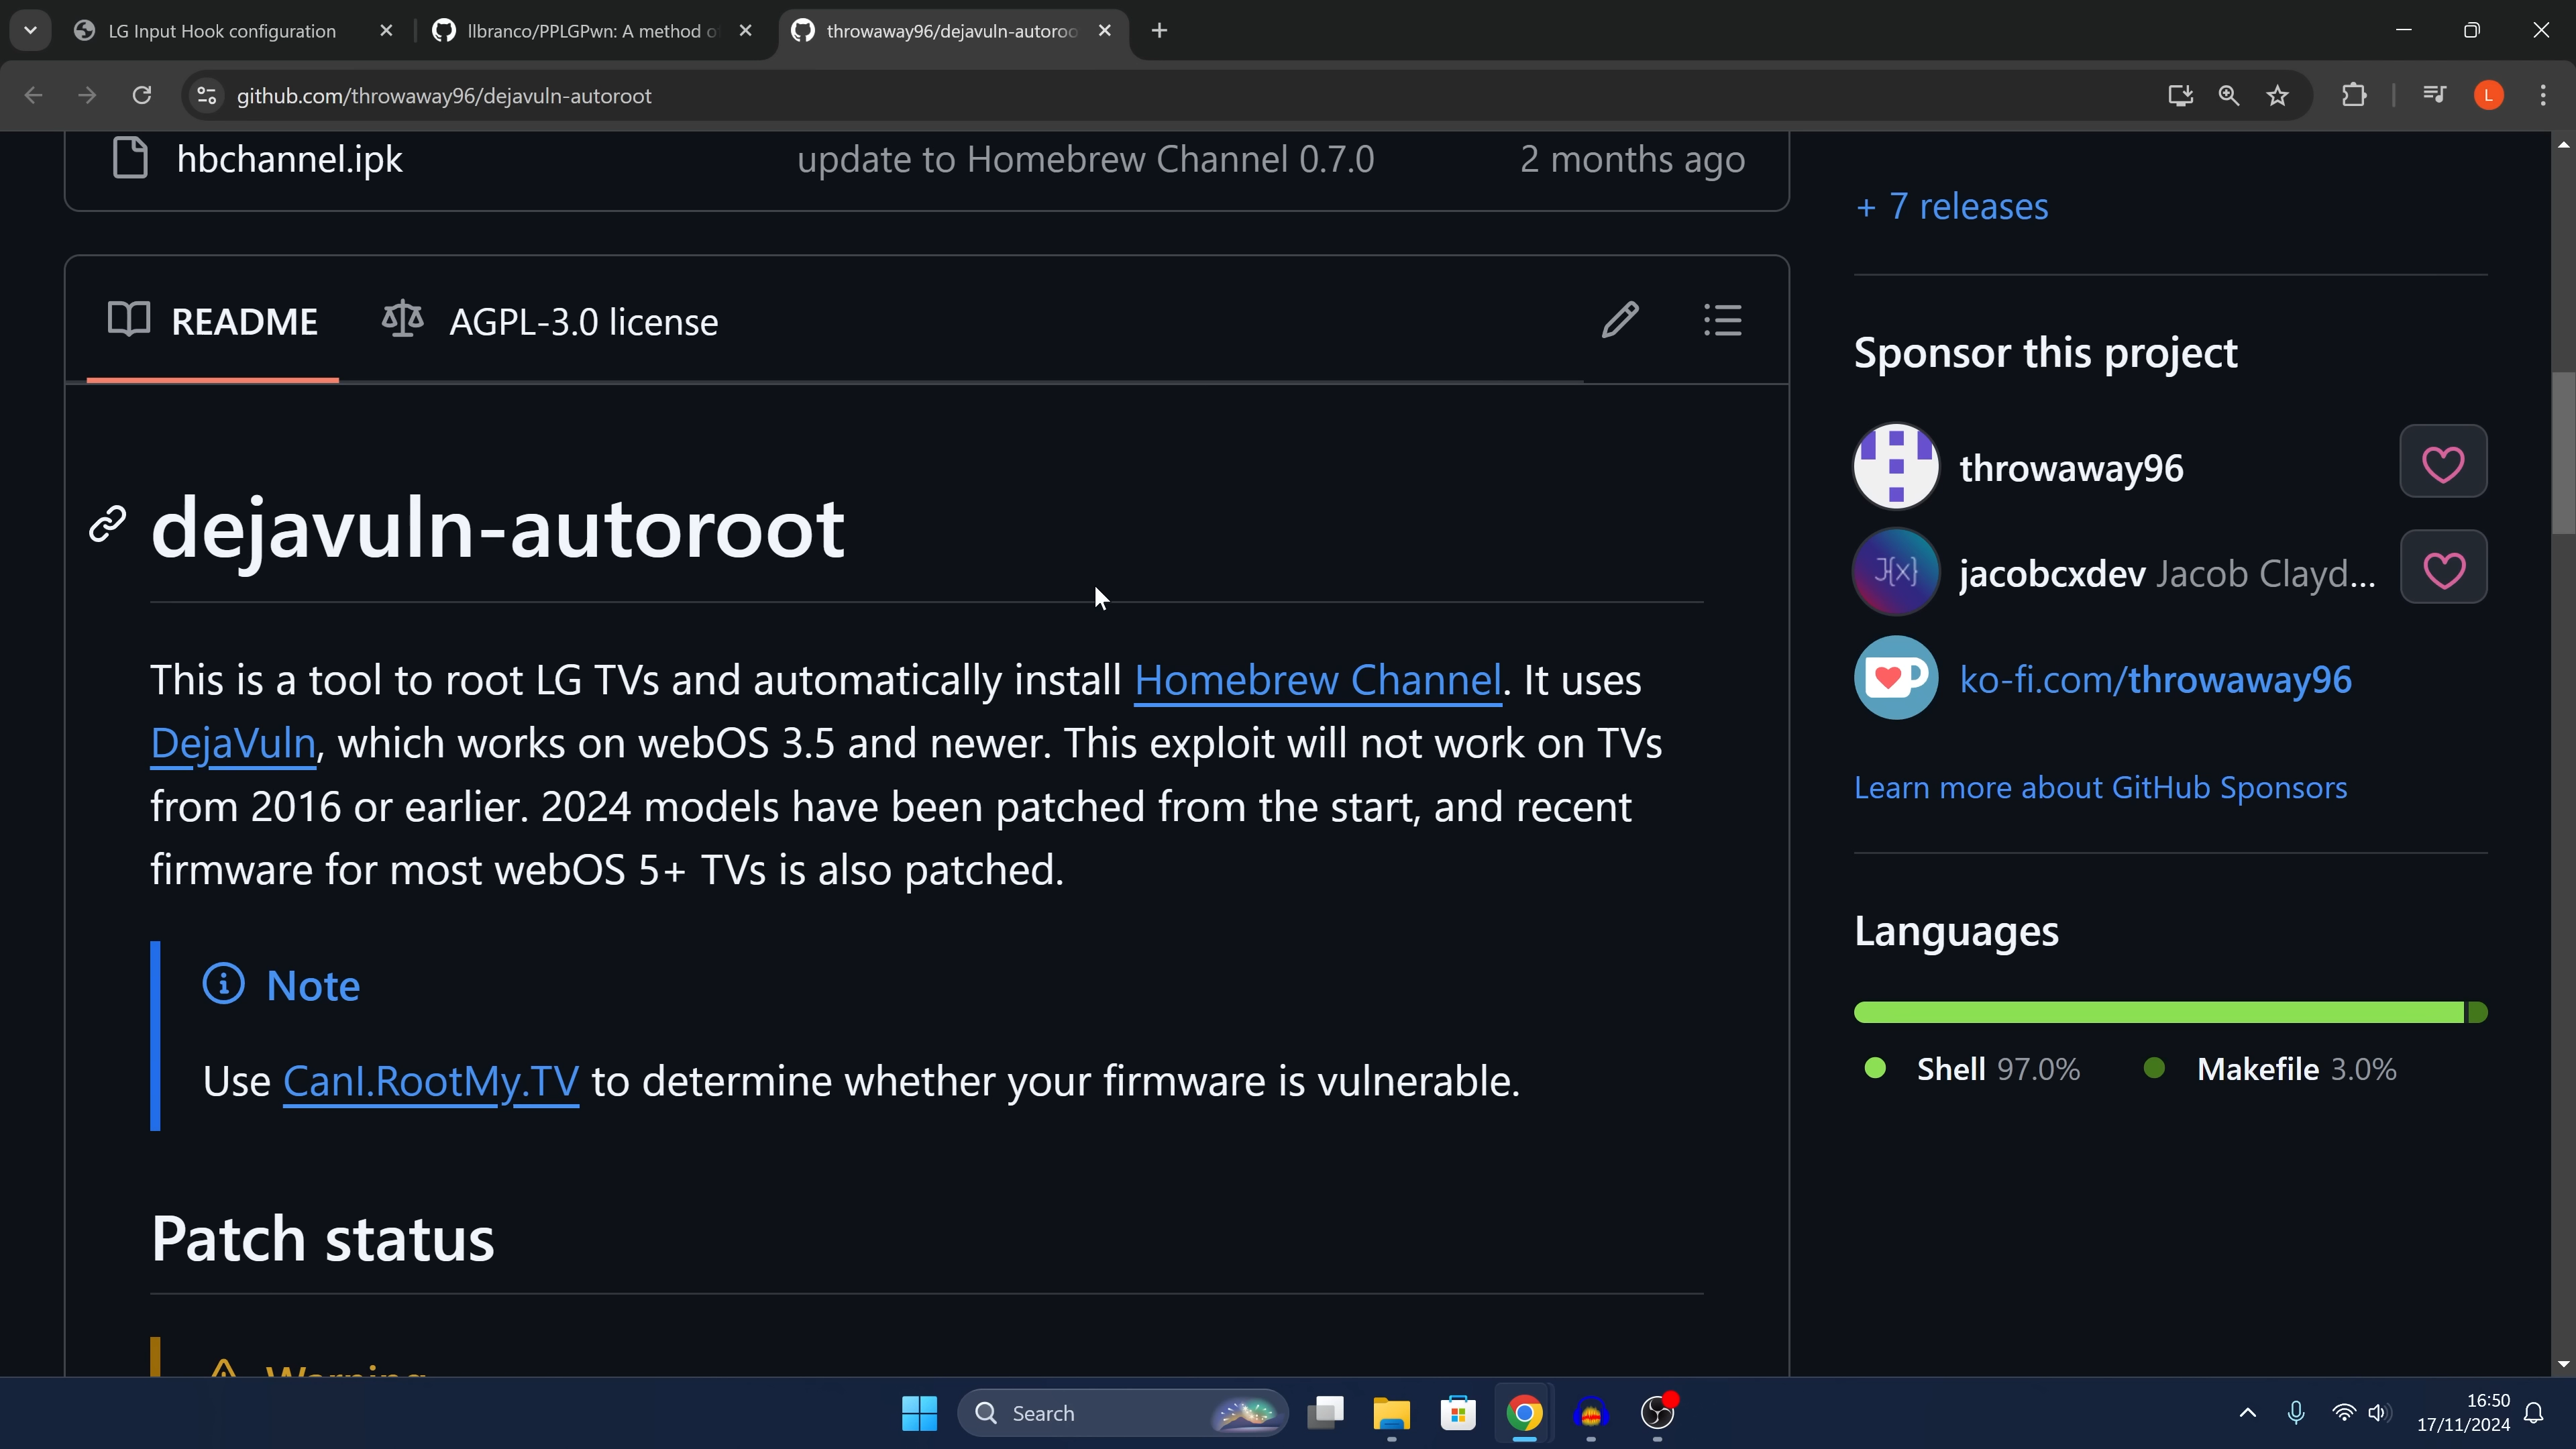 LG Input Hook configuration
llbranco/PPLGPwn: A method o
throwaway96/dejavuln-autoroo
github.com/throwaway96/dejavuln-autoroot
L
hbchannel.ipk
update to Homebrew Channel 0.7.0
2 months ago
README
AGPL-3.0 license
dejavuln-autoroot
This is a tool to root LG TVs and automatically install Homebrew Channel. It uses
DejaVuln, which works on webOS 3.5 and newer. This exploit will not work on TVs
from 2016 or earlier. 2024 models have been patched from the start, and recent
firmware for most webOS 5+ TVs is also patched.
Note
Use CanI.RootMy.TV to determine whether your firmware is vulnerable.
Patch status
Warning
+ 7 releases
Sponsor this project
throwaway96
J{x}
jacobcxdev Jacob Clayd...
ko-fi.com/throwaway96
Learn more about GitHub Sponsors
Languages
Shell 97.0%
Makefile 3.0%
Search
16:50
17/11/2024